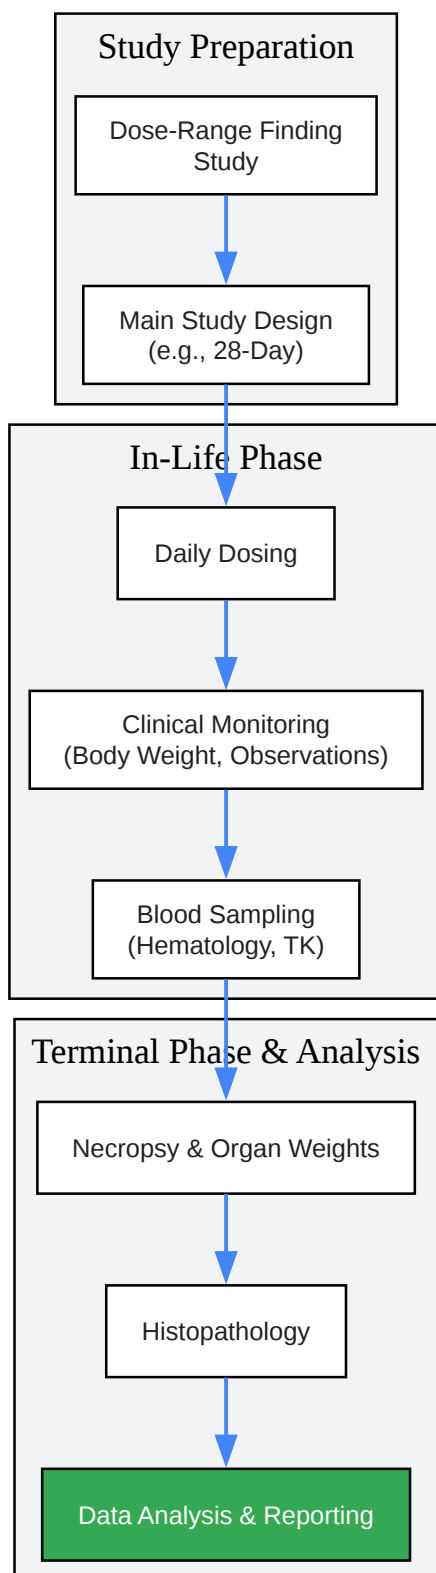 Study Preparation
Dose-Range Finding
Study
Main Study Design
(e.g., 28-Day)
In-Life Phase
Daily Dosing
Clinical Monitoring
(Body Weight, Observations)
Blood Sampling
(Hematology, TK)
Terminal Phase & Analysis
Necropsy & Organ Weights
Histopathology
Data Analysis & Reporting